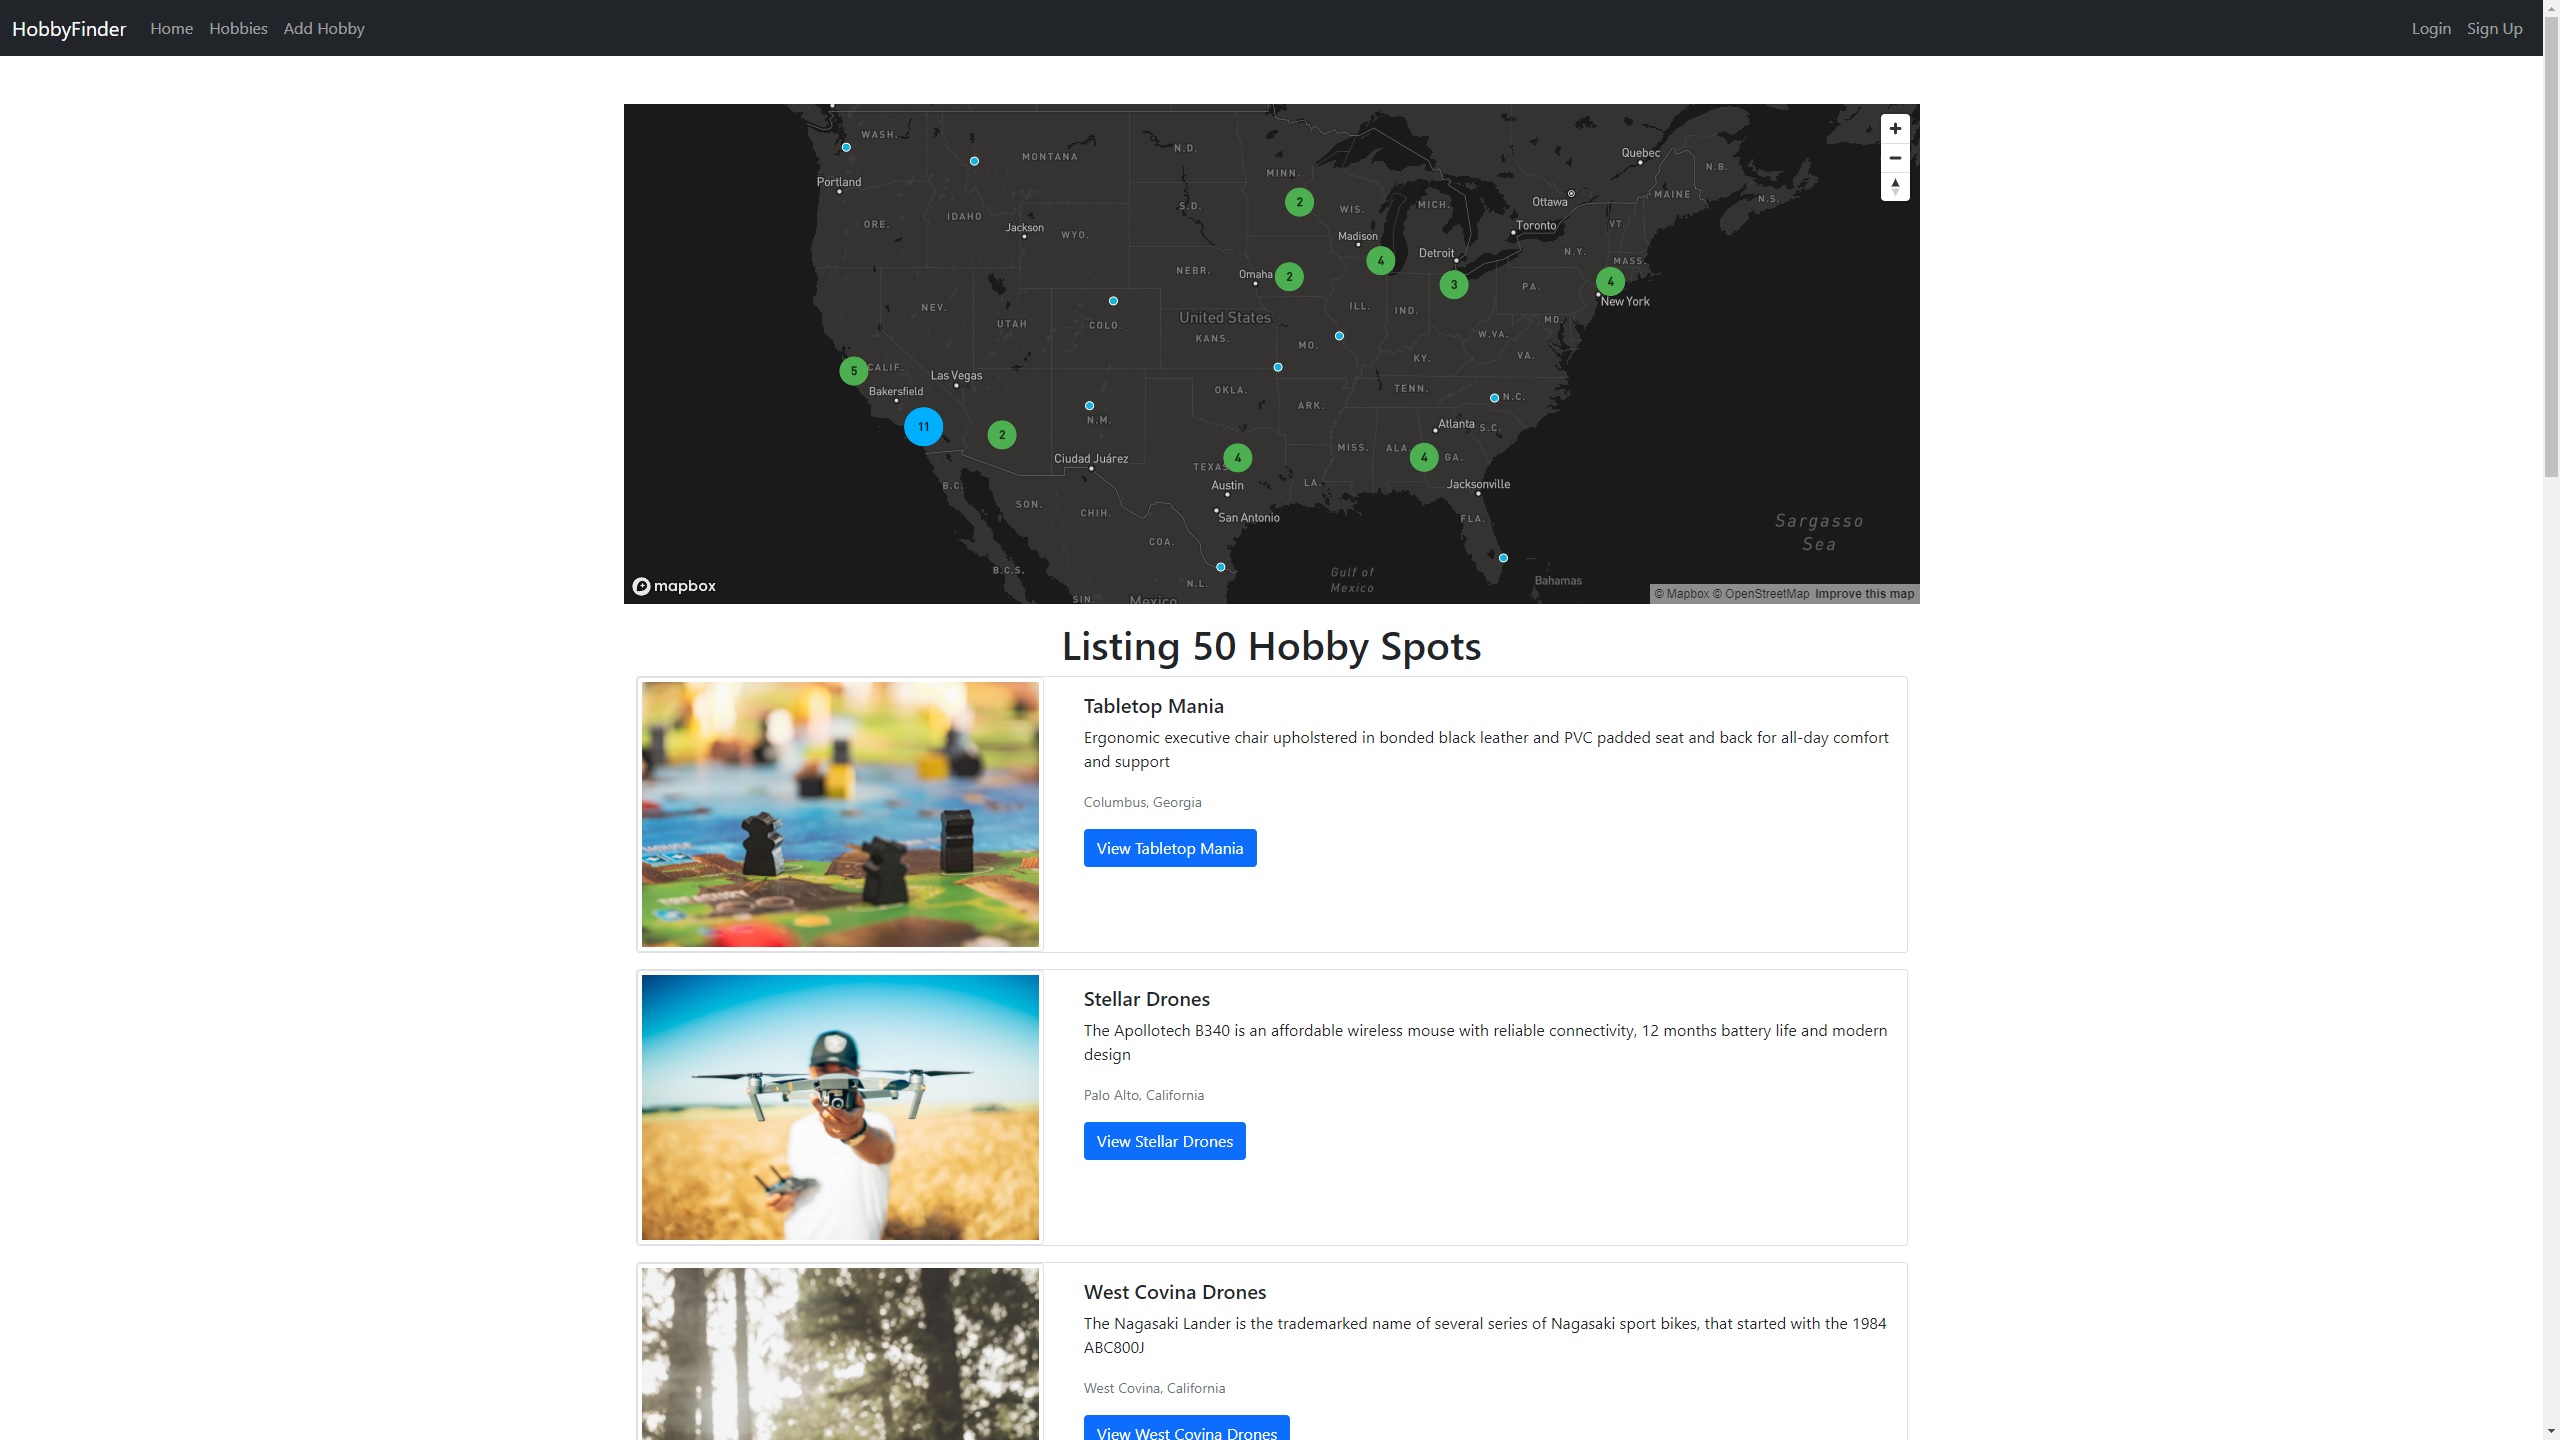 HobbyFinder Home Hobbies Add Hobby Login Sign Up
WASH.
MONTANA
N.D.
MINN.
Quebec
N.B.
Portland
MAINE
N.S.
Ottawa
S.D.
WIS.
MICH.
2
IDAHO
ORE.
Jackson
WYO.
Madison
Toronto
VT.
Detroit
N.Y.
MASS.
4
NEBR.
Omaha
2
3
PA.
4
New York
NEV.
UTAH
COLO.
United States
ILL.
IND.
MD.
KANS.
MO.
W.VA.
VA.
KY.
5
CALIF.
Las Vegas
Bakersfield
OKLA.
ARK.
TENN.
N.C.
11
2
N.M.
Atlanta
S.C.
Ciudad Juárez
TEXAS
4
MISS.
ALA.
4
GA.
B.C.
Austin
LA.
Jacksonville
SON.
CHIH.
San Antonio
FLA.
Sargasso
Sea
COA.
B.C.S.
N.L.
Gulf of
Mexico
Bahamas
SIN.
Mexico
mapbox
© Mapbox © OpenStreetMap Improve this map
Listing 50 Hobby Spots
Tabletop Mania
Ergonomic executive chair upholstered in bonded black leather and PVC padded seat and back for all-day comfort
and support
Columbus, Georgia
View Tabletop Mania
Stellar Drones
The Apollotech B340 is an affordable wireless mouse with reliable connectivity, 12 months battery life and modern
design
Palo Alto, California
View Stellar Drones
West Covina Drones
The Nagasaki Lander is the trademarked name of several series of Nagasaki sport bikes, that started with the 1984
ABC800J
West Covina, California
View West Covina Drones